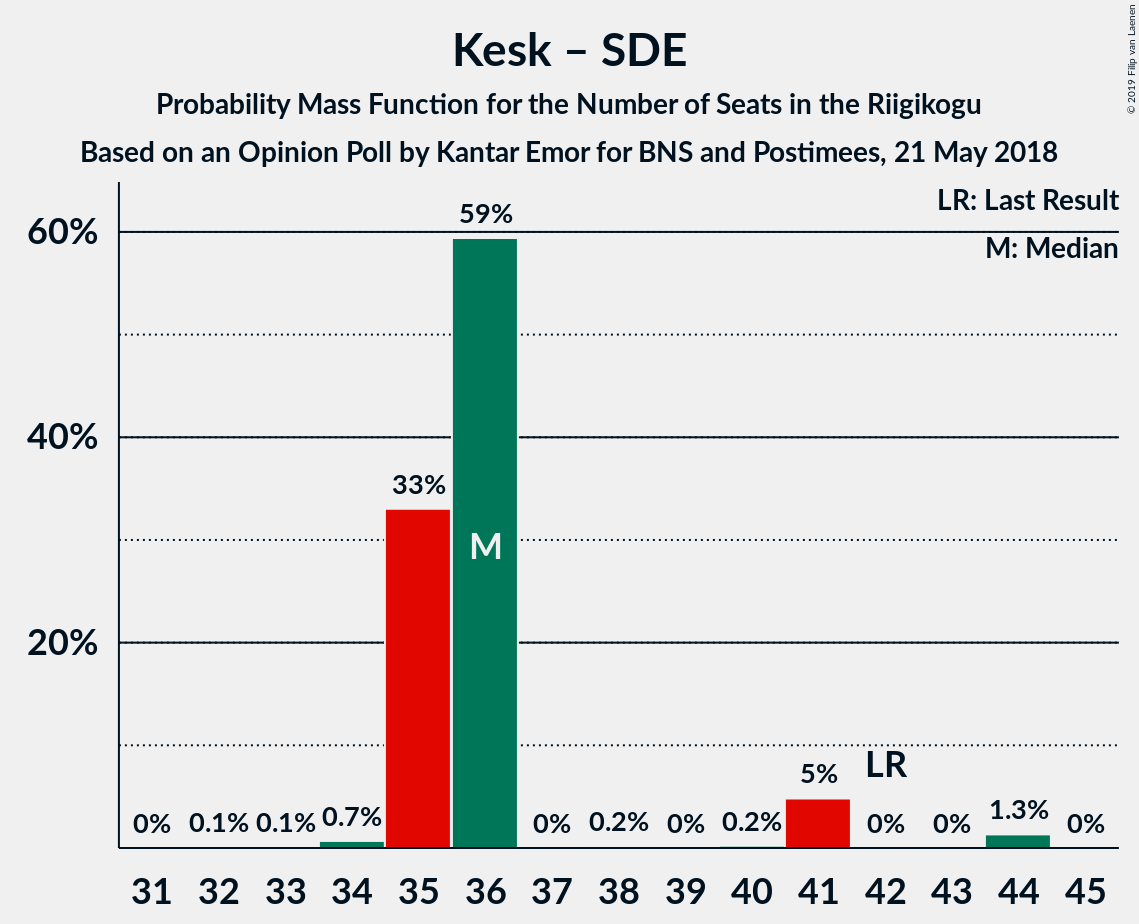 Kesk – SDE
Probability Mass Function for the Number of Seats in the Riigikogu
Based on an Opinion Poll by Kantar Emor for BNS and Postimees, 21 May 2018
© 2019 Filip van Laenen
LR: Last Result
M: Median
60%
40%
20%
0%
0.1%
0.1%
0.7%
33%
59%
M
0%
0.2%
0%
0.2%
5%
LR
0%
0%
1.3%
0%
31 32 33 34 35 36 37 38 39 40 41 42 43 44 45